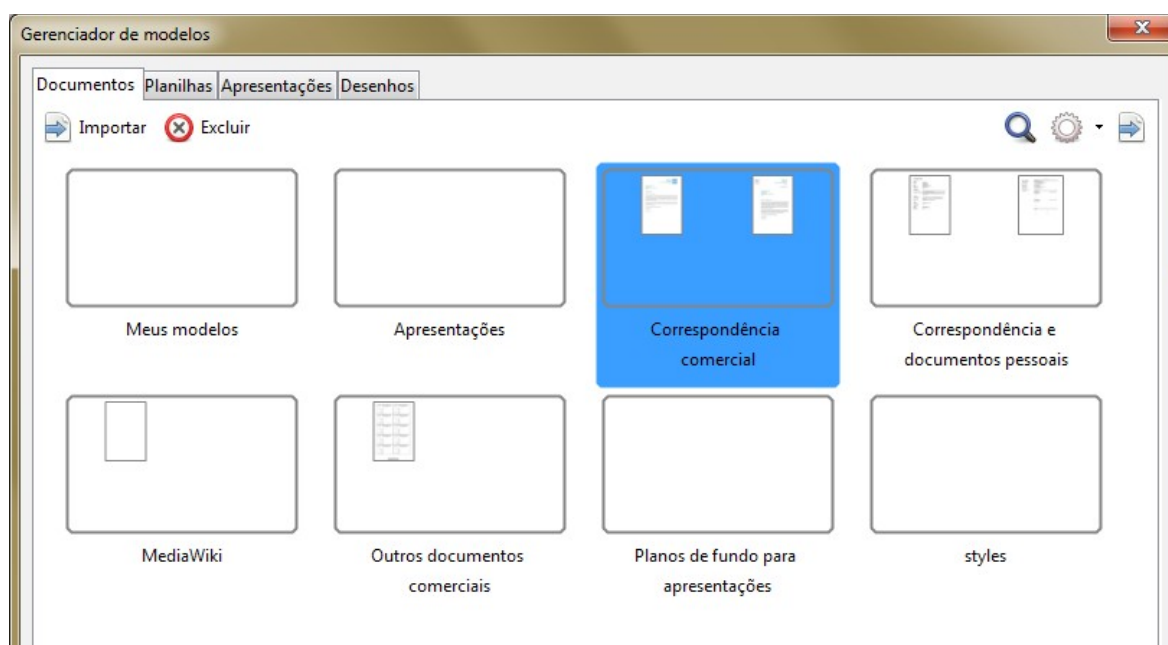 Gerenciador de modelos
Documentos Planilhas Apresentações Desenhos
Importar Excluir
Meus modelos
Apresentações
Correspondência
comercial
Correspondência e
documentos pessoais
MediaWiki
Outros documentos
comerciais
Planos de fundo para
apresentações
styles